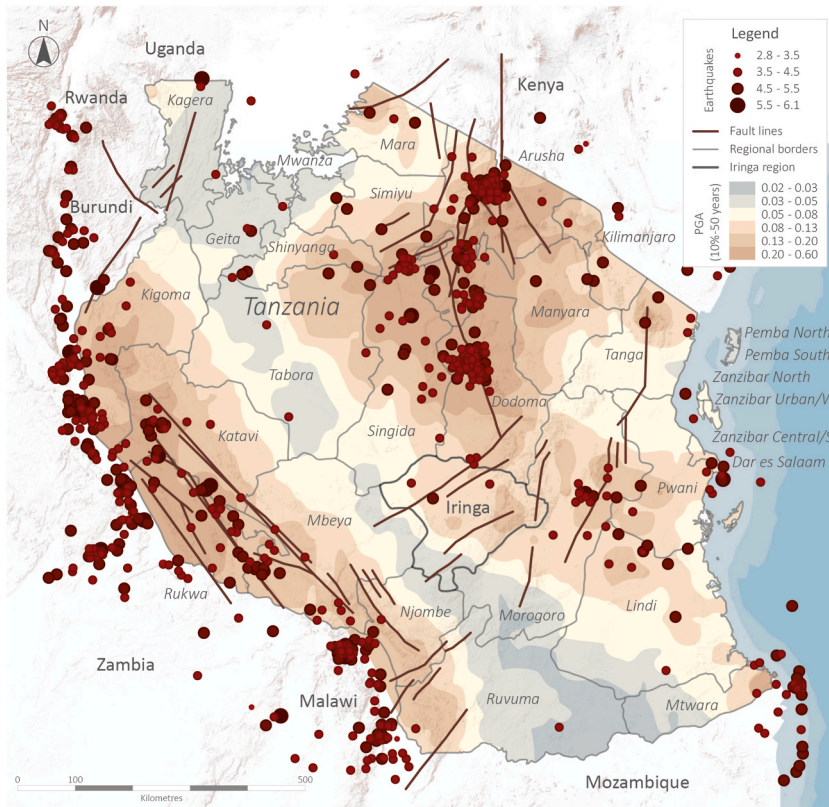 N
Uganda
Kenya
Rwanda
Kagera
Mara
Arusha
Mwanza
Simiyu
Burundi
Geita
Shinyanga
Kilimanjaro
Kigoma
Tanzania
Manyara
Tanga
Pemba North
Pemba South
Zanzibar North
Zanzibar Urban/W
Zanzibar Central/S
Tabora
Dodoma
Katavi
Singida
Dar es Salaam
Pwani
Iringa
Mbeya
Rukwa
Njombe
Morogoro
Lindi
Zambia
Malawi
Ruvuma
Mtwara
Mozambique
Legend
Earthquakes
2.8 - 3.5
3.5 - 4.5
4.5 - 5.5
5.5 - 6.1
Fault lines
Regional borders
Iringa region
PGA
(10%-50 years)
0.02 - 0.03
0.03 - 0.05
0.05 - 0.08
0.08 - 0.13
0.13 - 0.20
0.20 - 0.60
0 100 500
Kilometres